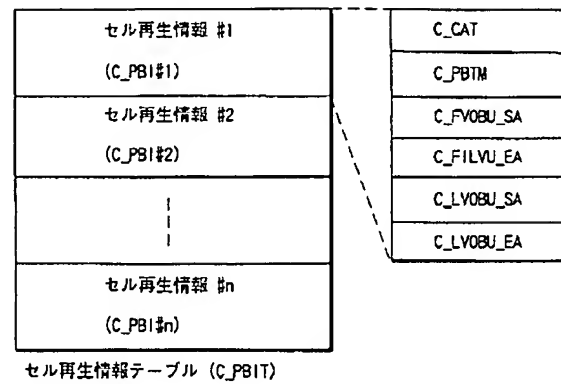 セル再生情報 #1
(C_PBI#1)
セル再生情報 #2
(C_PBI#2)
セル再生情報 #n
(C_PBI#n)
セル再生情報テーブル (C_PBIT)
C_CAT
C_PBTM
C_FVOBU_SA
C_FILVU_EA
C_LVOBU_SA
C_LVOBU_EA